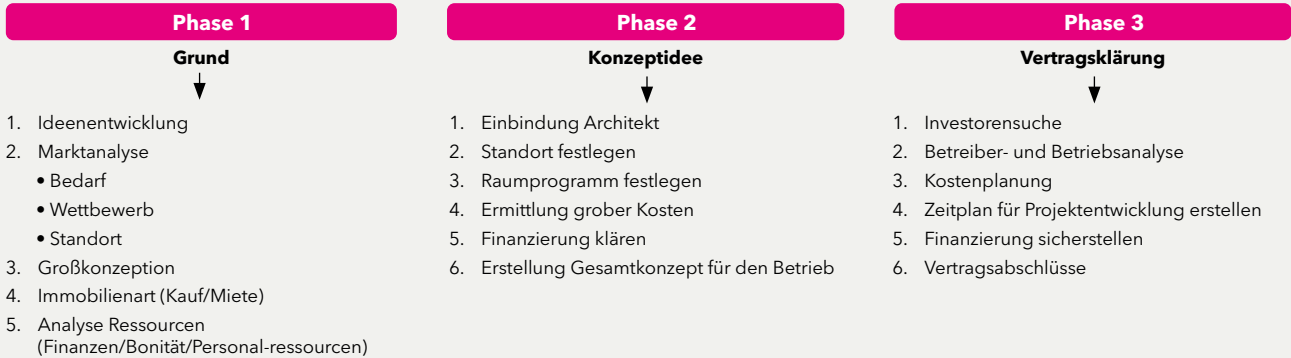 Phase 1
Grund
1. Ideenentwicklung
2. Marktanalyse
• Bedarf
• Wettbewerb
• Standort
3. Großkonzeption
4. Immobilienart (Kauf/Miete)
5. Analyse Ressourcen
(Finanzen/Bonität/Personal-ressourcen)
Phase 2
Konzeptidee
1. Einbindung Architekt
2. Standort festlegen
3. Raumprogramm festlegen
4. Ermittlung grober Kosten
5. Finanzierung klären
6. Erstellung Gesamtkonzept für den Betrieb
Phase 3
Vertragsklärung
1. Investorensuche
2. Betreiber- und Betriebsanalyse
3. Kostenplanung
4. Zeitplan für Projektentwicklung erstellen
5. Finanzierung sicherstellen
6. Vertragsabschlüsse